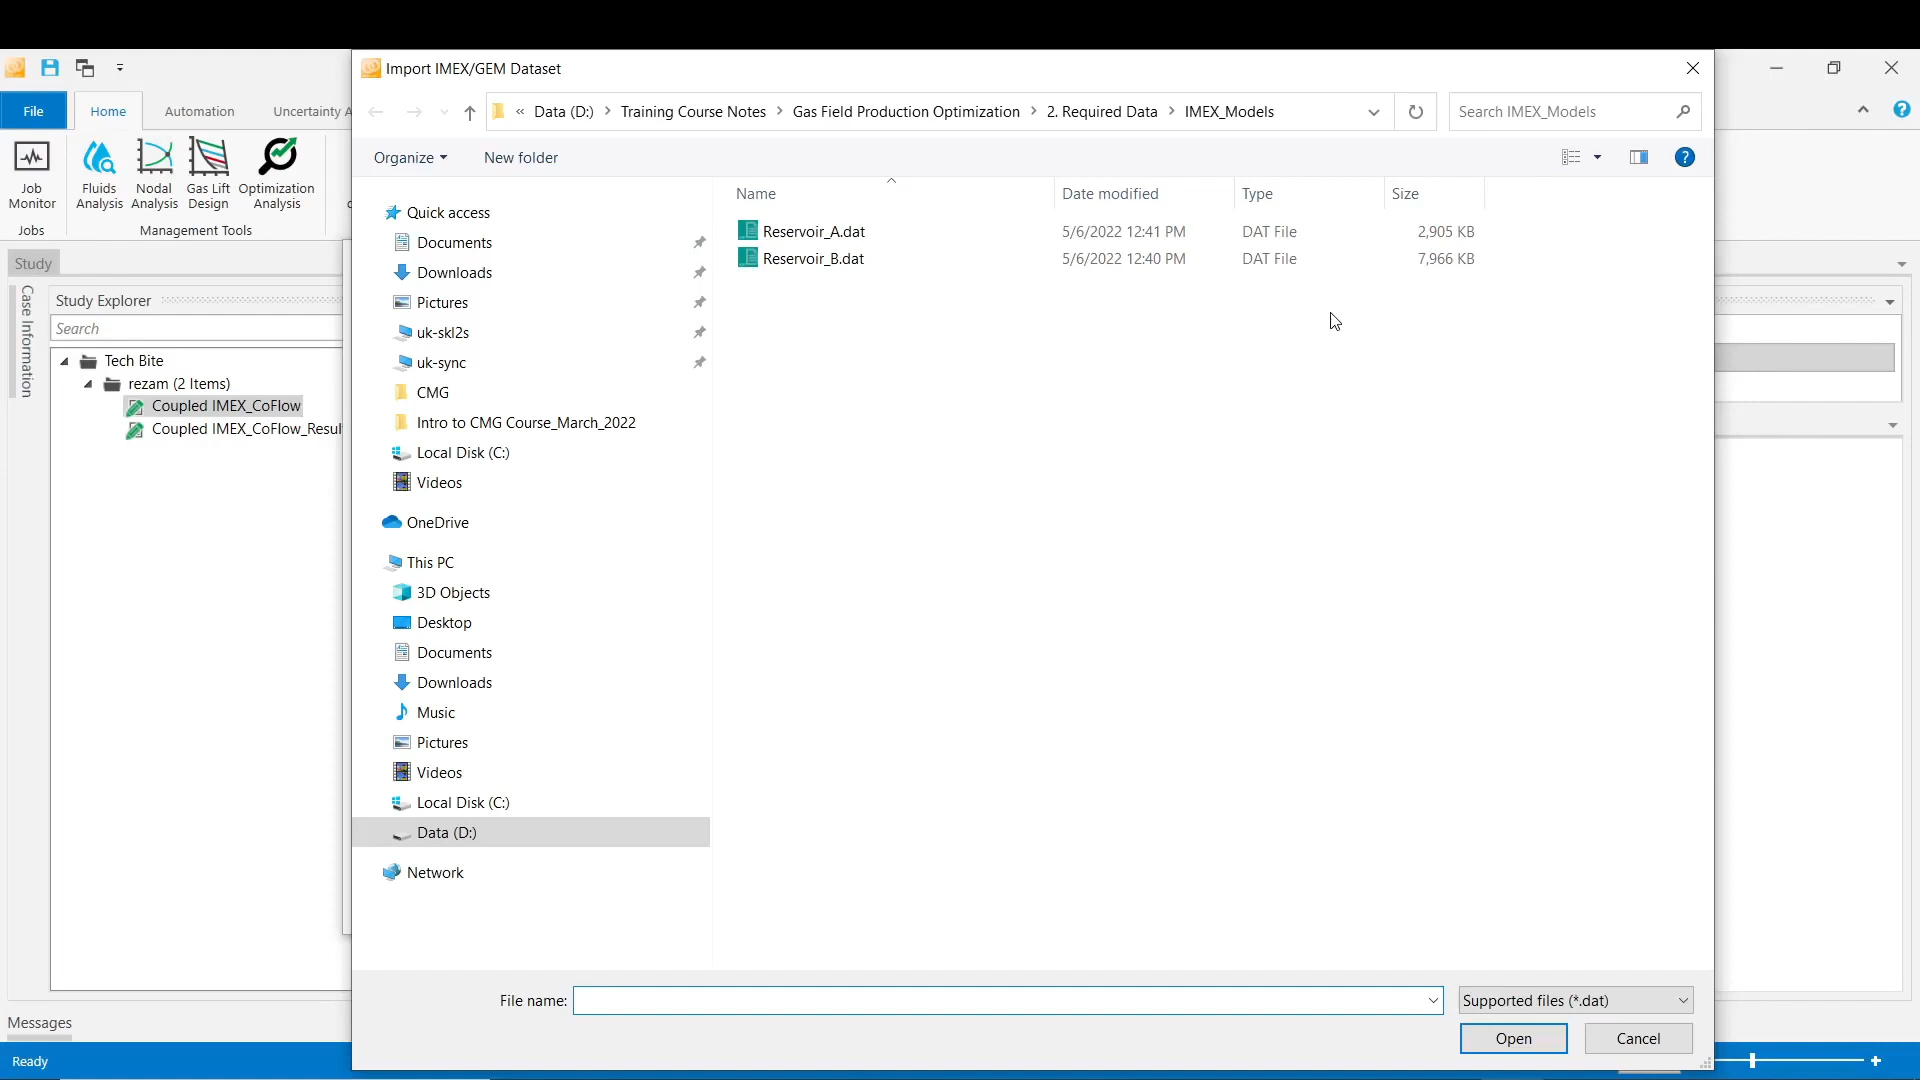 Import IMEX/GEM Dataset
File
Home
Automation
Uncertainty A
« Data (D:) > Training Course Notes > Gas Field Production Optimization > 2. Required Data > IMEX_Models
Search IMEX_Models
Organize
New folder
Job Monitor
Fluids Analysis
Nodal Analysis
Gas Lift Design
Optimization Analysis
Jobs
Management Tools
Study
Case Information
Study Explorer
Search
Tech Bite
rezam (2 Items)
Coupled IMEX_CoFlow
Coupled IMEX_CoFlow_Resul
Quick access
Documents
Downloads
Pictures
uk-skl2s
uk-sync
CMG
Intro to CMG Course_March_2022
Local Disk (C:)
Videos
OneDrive
This PC
3D Objects
Desktop
Documents
Downloads
Music
Pictures
Videos
Local Disk (C:)
Data (D:)
Network
Name Date modified Type Size
Reservoir_A.dat 5/6/2022 12:41 PM DAT File 2,905 KB
Reservoir_B.dat 5/6/2022 12:40 PM DAT File 7,966 KB
File name:
Supported files (*.dat)
Open
Cancel
Messages
Ready